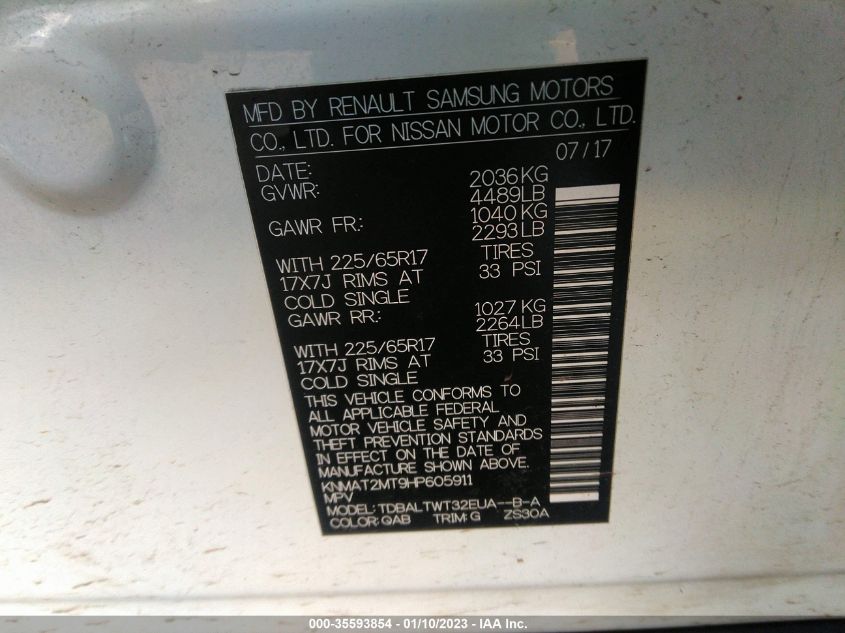 MFD BY RENAULT SAMSUNG MOTORS
CO., LTD. FOR NISSAN MOTOR CO., LTD.
DATE: 07/17
GVWR: 2036KG
4489LB
GAWR FR.: 1040 KG
2293LB
WITH 225/65R17 TIRES
17X7J RIMS AT 33 PSI
COLD SINGLE
GAWR RR.: 1027 KG
2264LB
WITH 225/65R17 TIRES
17X7J RIMS AT 33 PSI
COLD SINGLE
THIS VEHICLE CONFORMS TO
ALL APPLICABLE FEDERAL
MOTOR VEHICLE SAFETY AND
THEFT PREVENTION STANDARDS
IN EFFECT ON THE DATE OF
MANUFACTURE SHOWN ABOVE.
KNMAT2MT9HP605911
MPV
MODEL: TDBALTWT32EUA--B-A
COLOR: QAB TRIM: G ZS30A
000-35593854 - 01/10/2023 - IAA Inc.